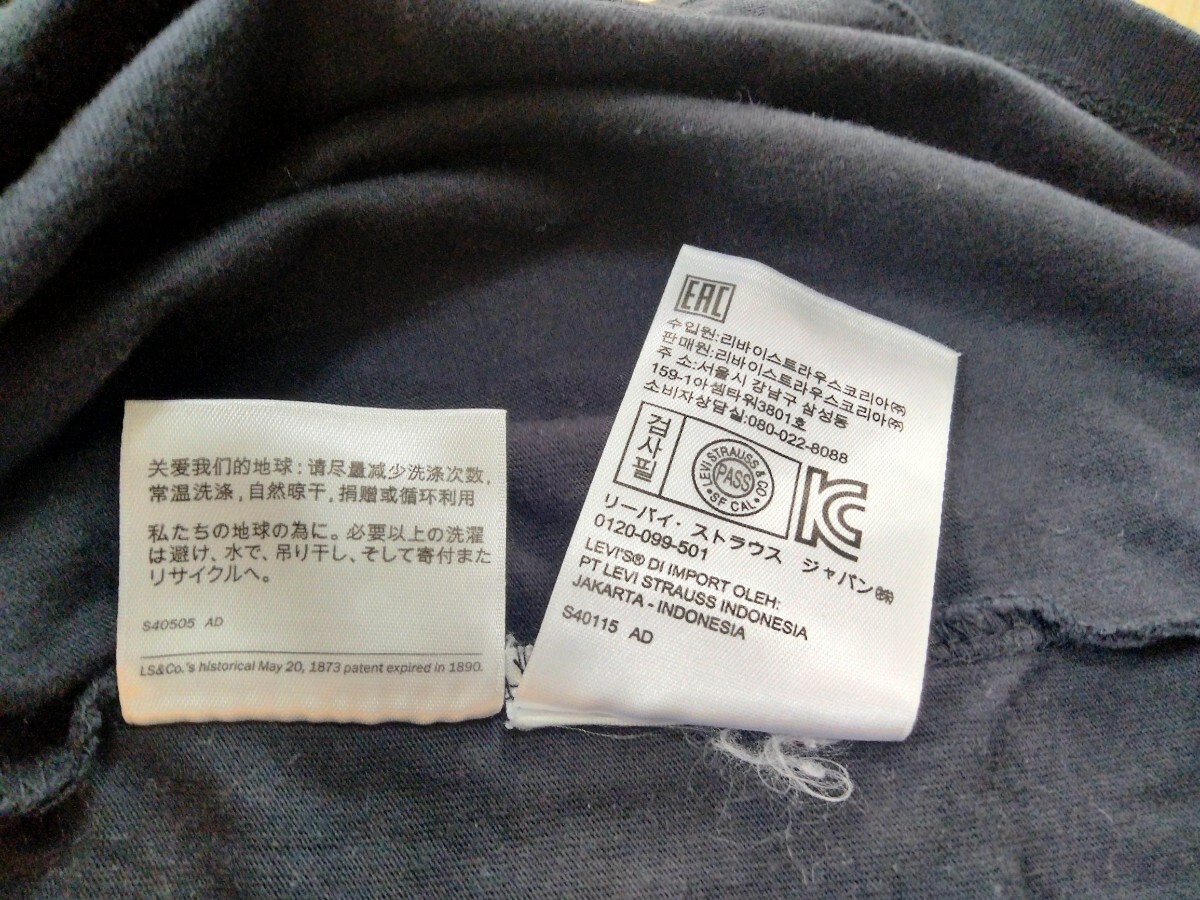 关爱我们的地球:请尽量减少洗涤次数,
常温洗涤,自然晾干,捐赠或循环利用
私たちの地球の為に。必要以上の洗濯
は避け、水で、吊り干し、そして寄付また
リサイクルへ。
S40505 AD
LS&Co.'s historical May 20, 1873 patent expired in 1890.
EAC
수입원:리바이스트라우스코리아㈜
판매원:리바이스트라우스코리아㈜
주 소:서울시 강남구 삼성동
159-1아셈타워3801호
소비자상담실:080-022-8088
검사필
LEVI STRAUSS & CO
PASS
•SF CAL•
KC
リーバイ・ストラウス ジャパン㈱
0120-099-501
LEVI'S® DI IMPORT OLEH:
PT LEVI STRAUSS INDONESIA
JAKARTA - INDONESIA
S40115 AD